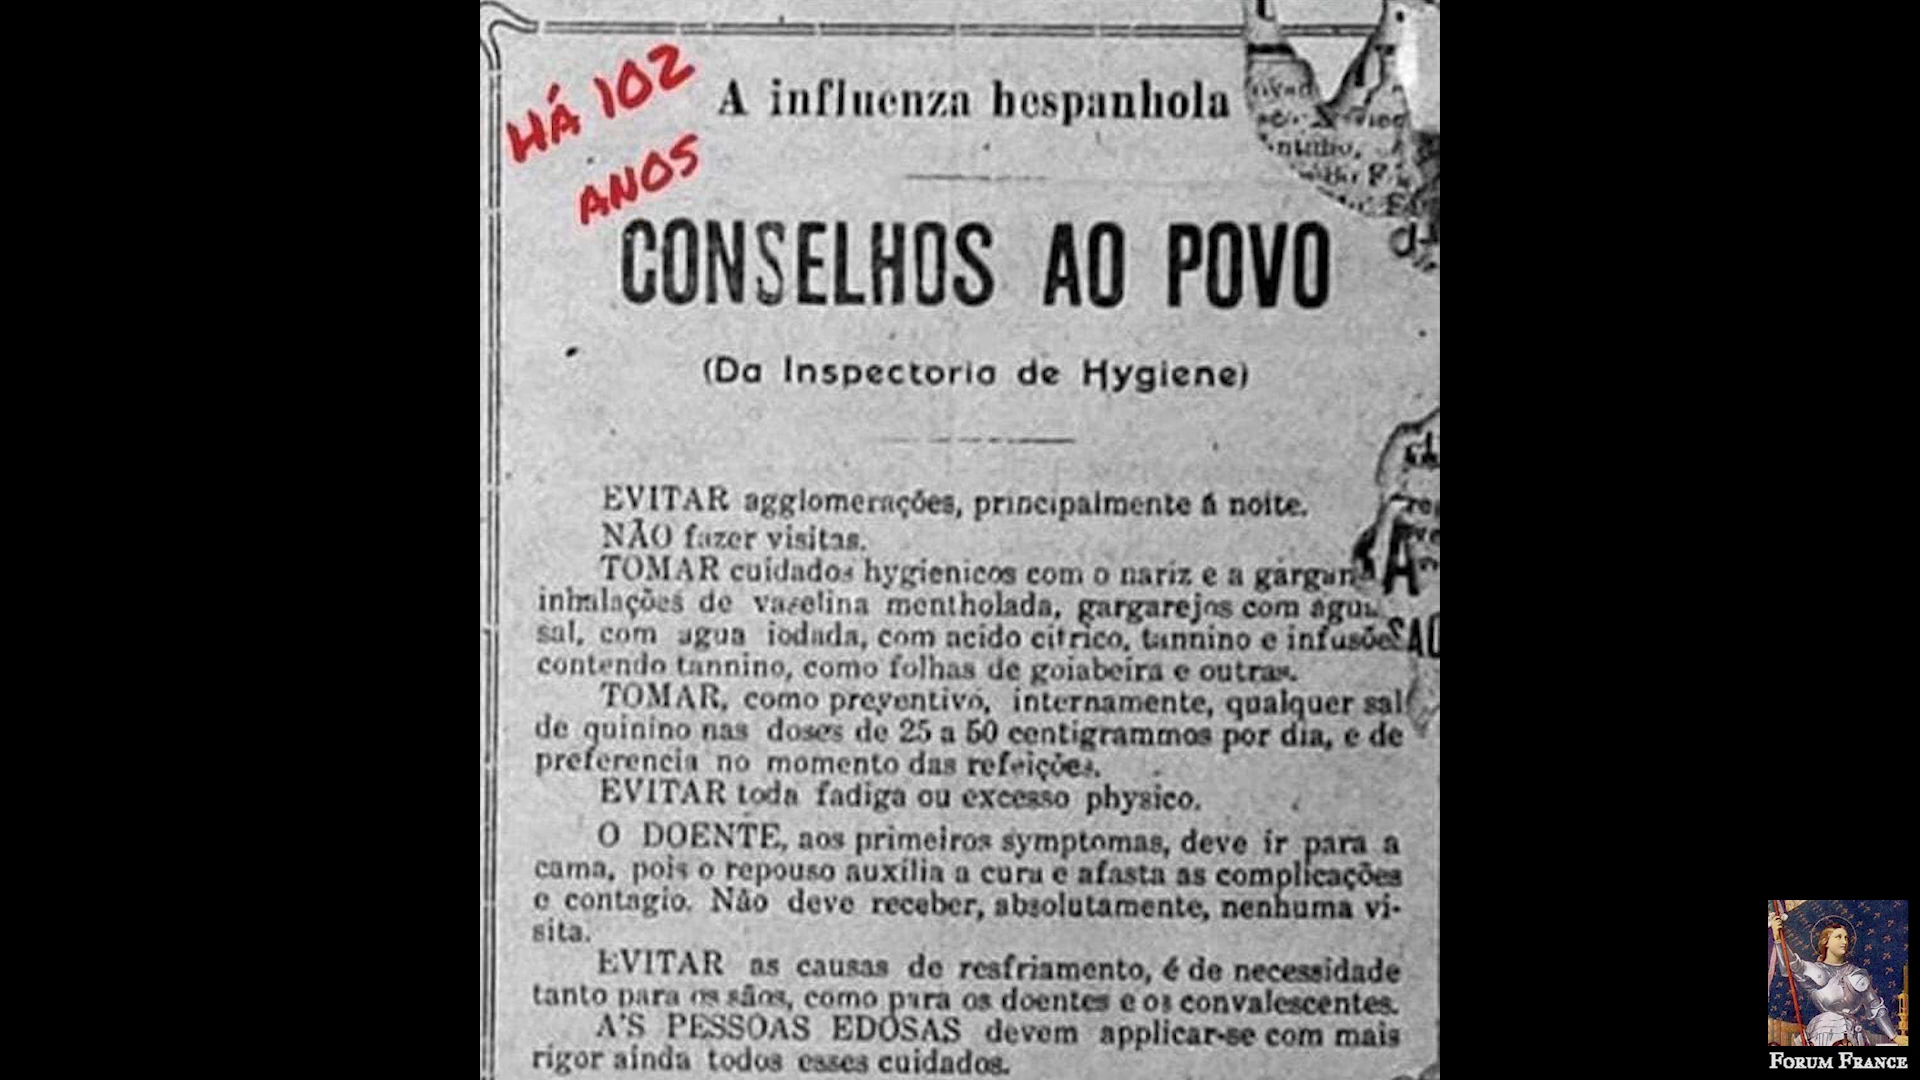 HÁ 102
ANOS
A influenza hespanhola
CONSELHOS AO POVO
(Da Inspectoria de Hygiene)
EVITAR agglomerações, principalmente á noite.
NÃO fazer visitas.
TOMAR cuidados hygienicos com o nariz e a
inhalações de vaselina mentholada, gargarejos com
sal, com agua iodada, com acido citrico, tannino e
contendo tannino, como folhas de goiabeira e outras.
TOMAR, como preventivo, internamente, qualquer sal
de quinino nas doses de 25 a 50 centigrammos por dia, e de
preferencia no momento das refeições.
EVITAR toda fadiga ou excesso physico.
O DOENTE, aos primeiros symptomas, deve ir para a
cama, pois o repouso auxilia a cura e afasta as complicações
e contagio. Não deve receber, absolutamente, nenhuma vi-
sita.
EVITAR as causas de resfriamento, é de necessidade
tanto para os sãos, como para os doentes e os convalescentes.
A'S PESSOAS EDOSAS devem applicar-se com mais
rigor ainda todos esses cuidados.
FORUM FRANCE